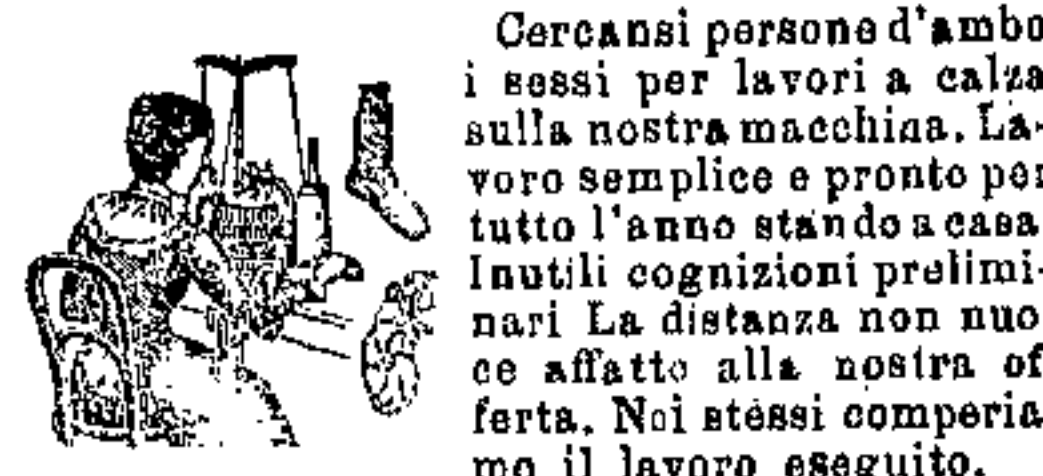 Cercansi persone d'ambo
i sessi per lavori a calza
sulla nostra macchina. La-
voro semplice e pronto per
tutto l'anno stando a casa
Inutili cognizioni prelimi-
nari La distanza non nuo
ce affatto alla nostra of
ferta. Noi stessi comperia
mo il lavoro eseguito.